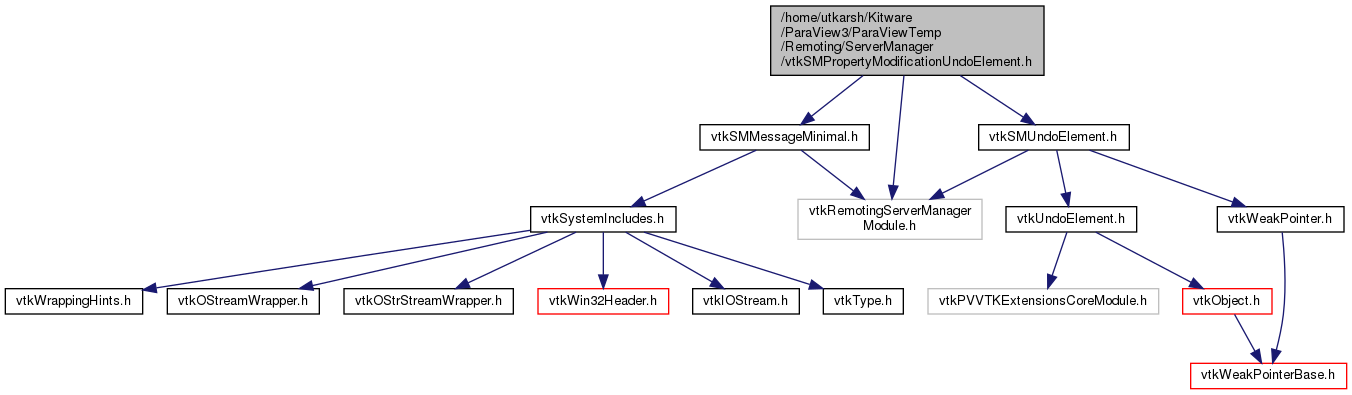 /home/utkarsh/Kitware
/ParaView3/ParaViewTemp
/Remoting/ServerManager
/vtkSMPropertyModificationUndoElement.h
vtkSMMessageMinimal.h
vtkSMUndoElement.h
vtkSystemIncludes.h
vtkRemotingServerManager
Module.h
vtkUndoElement.h
vtkWeakPointer.h
vtkWrappingHints.h
vtkOStreamWrapper.h
vtkOStrStreamWrapper.h
vtkWin32Header.h
vtkIOStream.h
vtkType.h
vtkPVVTKExtensionsCoreModule.h
vtkObject.h
vtkWeakPointerBase.h